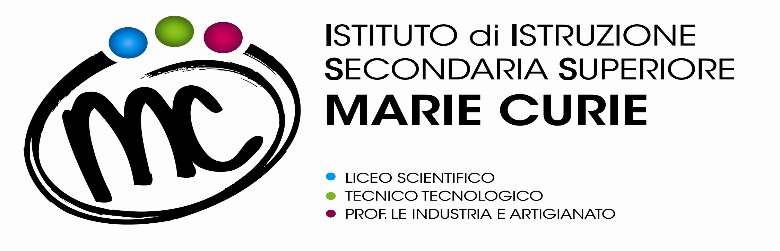 mc
ISTITUTO di ISTRUZIONE
SECONDARIA SUPERIORE
MARIE CURIE
LICEO SCIENTIFICO
TECNICO TECNOLOGICO
PROF.LE INDUSTRIA E ARTIGIANATO